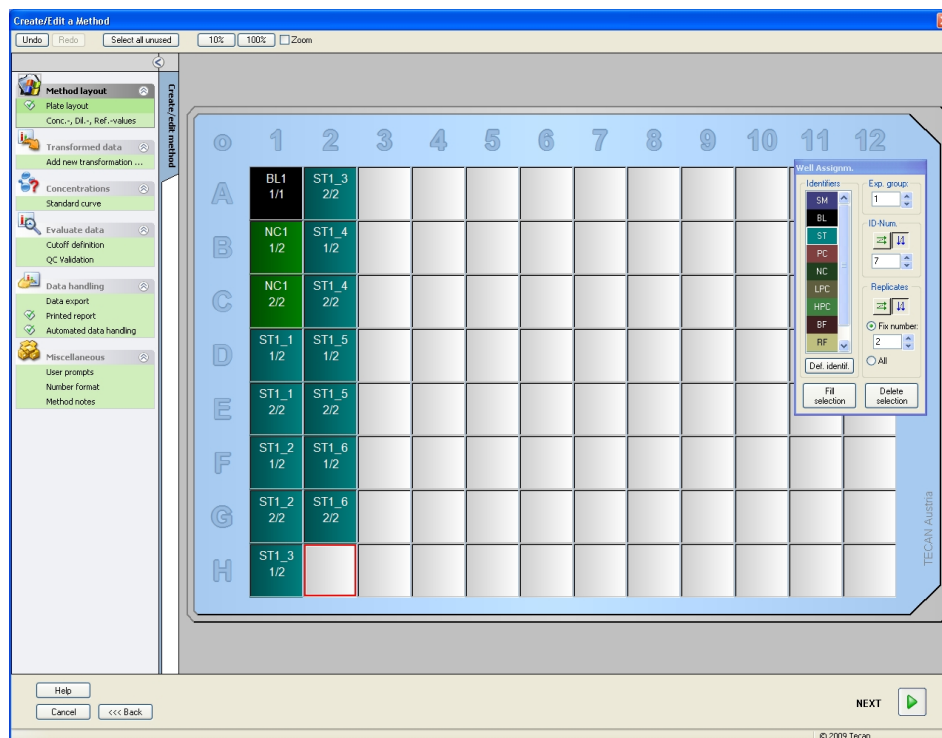 Create/Edit a Method
Undo Redo Select all unused 10% 100% Zoom
Method layout
Plate layout
Conc.-, Dil.-, Ref.-values
Transformed data
Add new transformation ...
Concentrations
Standard curve
Evaluate data
Cutoff definition
QC Validation
Data handling
Data export
Printed report
Automated data handling
Miscellaneous
User prompts
Number format
Method notes
Create/edit method
1 2 3 4 5 6 7 8 9 10 11 12
A
BL1 ST1_3
1/1 2/2
B
NC1 ST1_4
1/2 1/2
C
NC1 ST1_4
2/2 2/2
D
ST1_1 ST1_5
1/2 1/2
E
ST1_1 ST1_5
2/2 2/2
F
ST1_2 ST1_6
1/2 1/2
G
ST1_2 ST1_6
2/2 2/2
H
ST1_3
1/2
Well Assignm.
Identifiers
SM
BL
ST
PC
NC
LPC
HPC
BF
RF
Def. identif.
Exp. group:
1
ID-Num.
7
Replicates
Fix number:
2
All
Fill selection
Delete selection
TECAN Austria
Help
Cancel <<< Back
NEXT
© 2009 Tecan